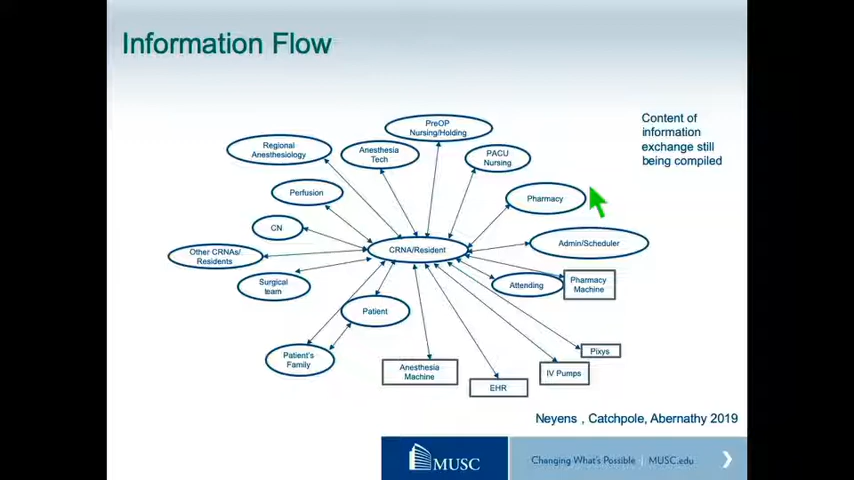 Information Flow
PreOP
Nursing/Holding
Content of
information
exchange still
being compiled
Regional
Anesthesiology
Anesthesia
Tech
PACU
Nursing
Perfusion
Pharmacy
CN
CRNA/Resident
Admin/Scheduler
Other CRNAs/
Residents
Surgical
team
Attending
Pharmacy
Machine
Patient
Patient's
Family
Pixys
Anesthesia
Machine
IV Pumps
EHR
Neyens , Catchpole, Abernathy 2019
MUSC
Changing What's Possible | MUSC.edu